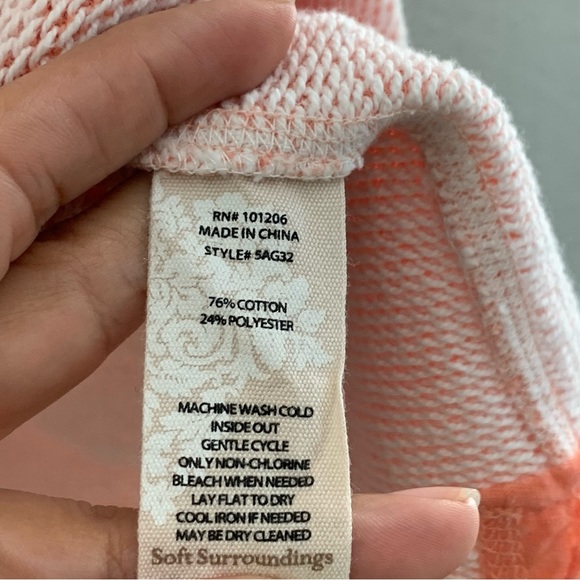 RN# 101206
MADE IN CHINA
STYLE# 5AG32
76% COTTON
24% POLYESTER
MACHINE WASH COLD
INSIDE OUT
GENTLE CYCLE
ONLY NON-CHLORINE
BLEACH WHEN NEEDED
LAY FLAT TO DRY
COOL IRON IF NEEDED
MAY BE DRY CLEANED
Soft Surroundings